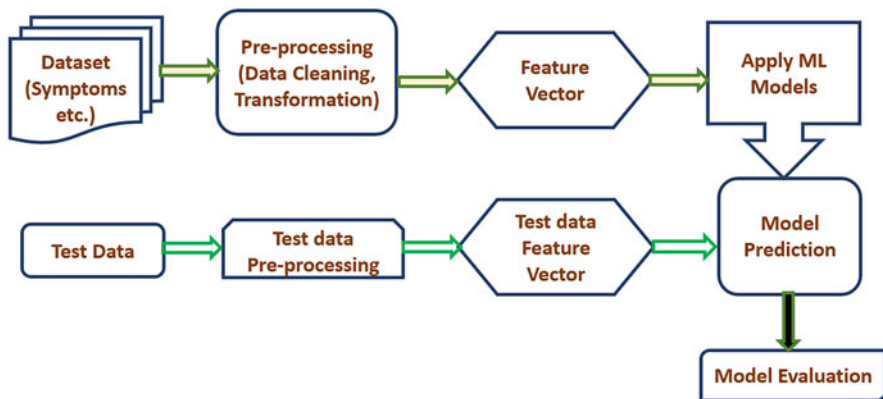 Dataset
(Symptoms
etc.)
Pre-processing
(Data Cleaning,
Transformation)
Feature
Vector
Apply ML
Models
Test Data
Test data
Pre-processing
Test data
Feature
Vector
Model
Prediction
Model Evaluation